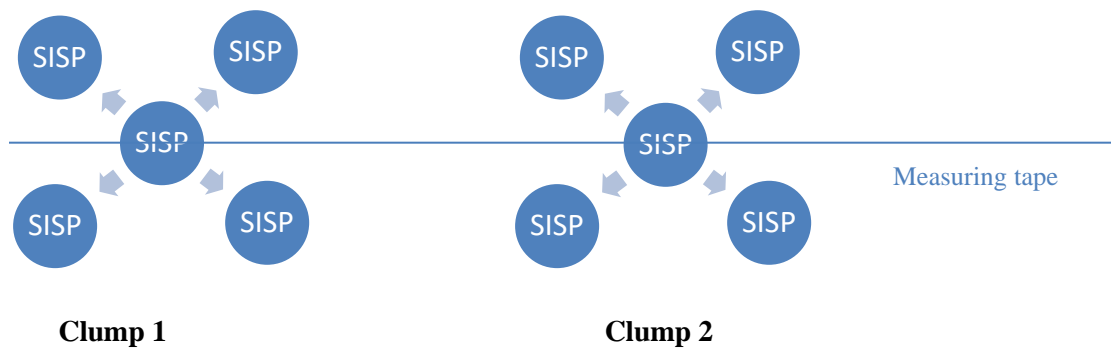 SISP SISP SISP SISP
SISP SISP
Measuring tape
SISP SISP SISP SISP
Clump 1 Clump 2